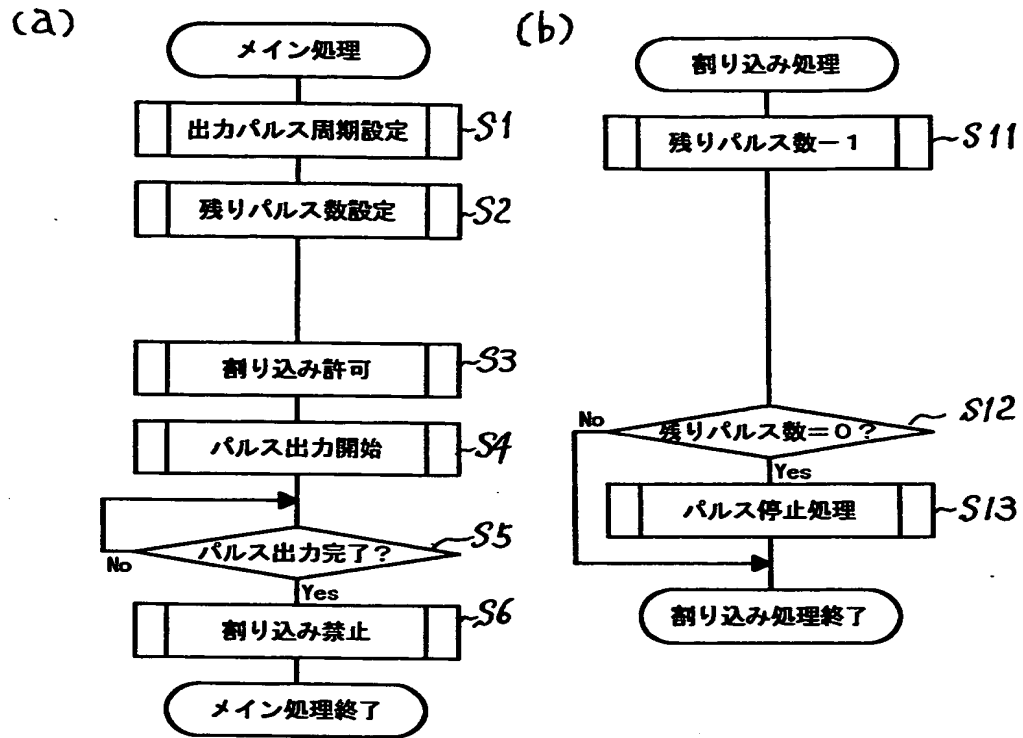 (a)
メイン処理
出力パルス周期設定
S1
残りパルス数設定
S2
割り込み許可
S3
パルス出力開始
S4
パルス出力完了？
S5
No
Yes
割り込み禁止
S6
メイン処理終了
(b)
割り込み処理
残りパルス数－1
S11
残りパルス数＝0？
S12
No
Yes
パルス停止処理
S13
割り込み処理終了